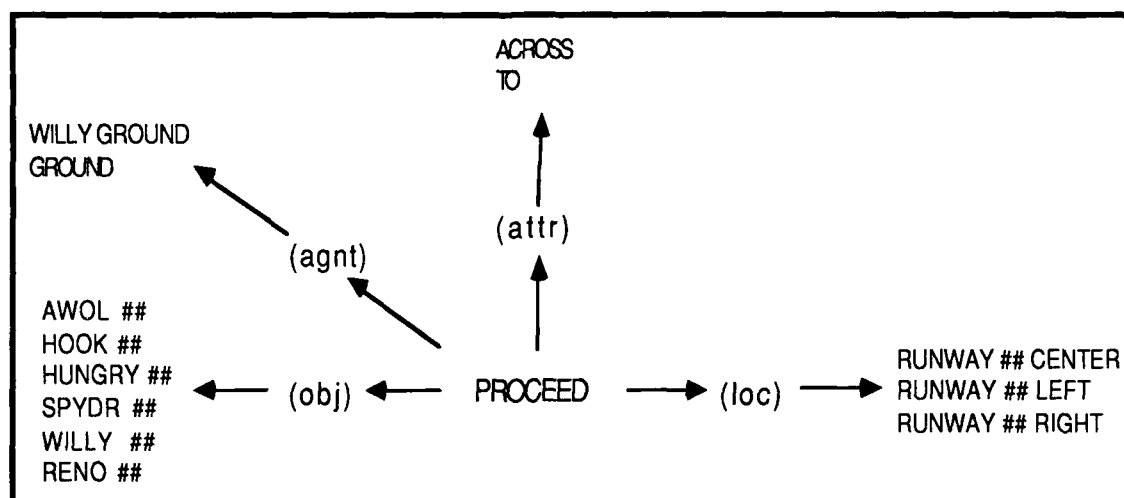 ACROSS
TO
WILLY GROUND
GROUND
(attr)
(agnt)
AWOL ##
HOOK ##
HUNGRY ##
SPYDR ##
WILLY ##
RENO ##
(obj)
PROCEED
(loc)
RUNWAY ## CENTER
RUNWAY ## LEFT
RUNWAY ## RIGHT